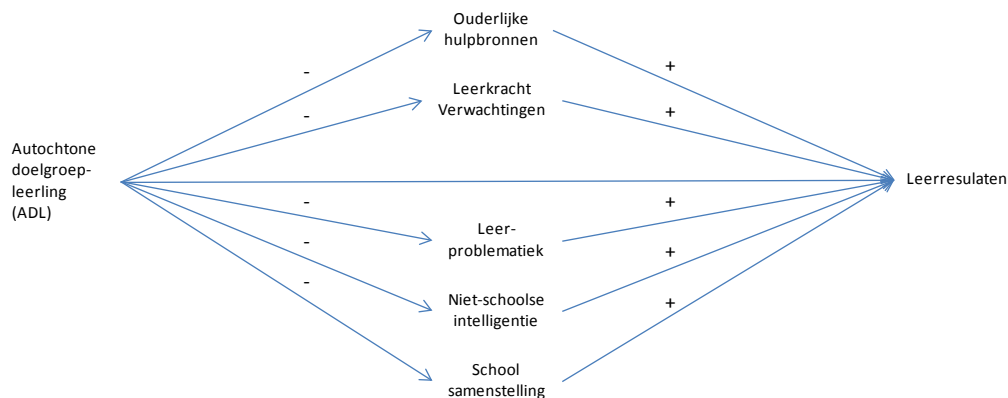 Ouderlijke
hulpbronnen
-
+
Leerkracht
Verwachtingen
-
+
Autochtone
doelgroep-
leerling
(ADL)
Leerresulaten
-
+
Leer-
problematiek
-
+
Niet-schoolse
intelligentie
-
+
School
samenstelling